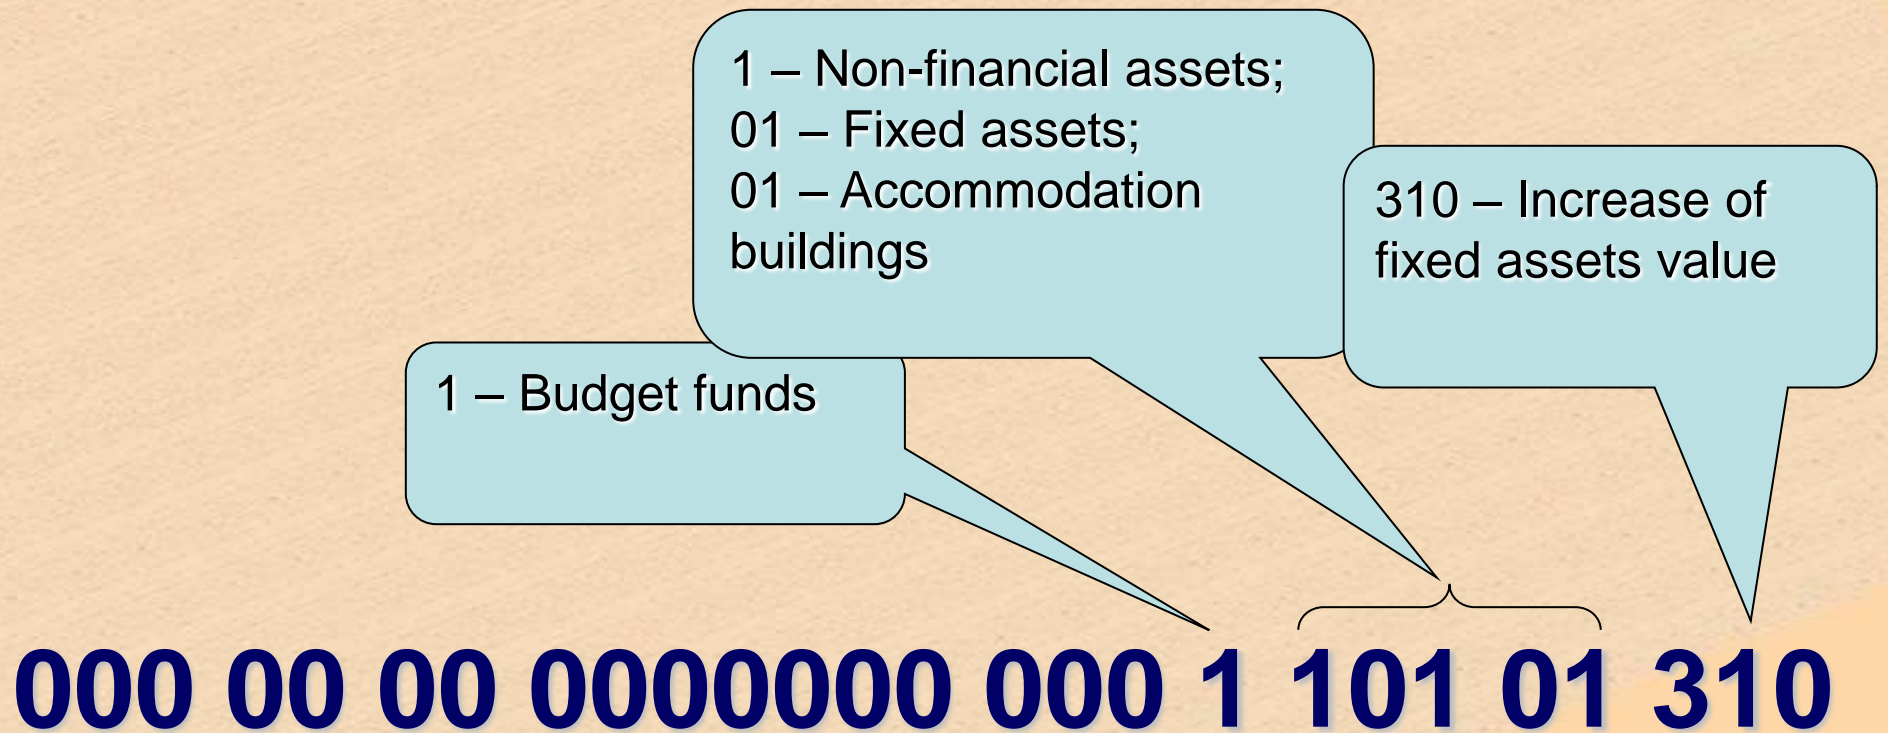 1 – Non-financial assets;
01 – Fixed assets;
01 – Accommodation
buildings
310 – Increase of
fixed assets value
1 – Budget funds
000 00 00 0000000 000 1 101 01 310